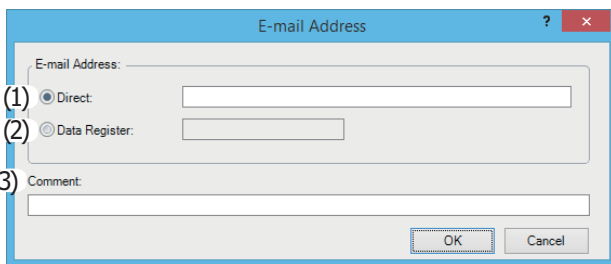 E-mail Address
? ×
E-mail Address:
(1) Direct:
(2) Data Register:
3) Comment:
OK Cancel